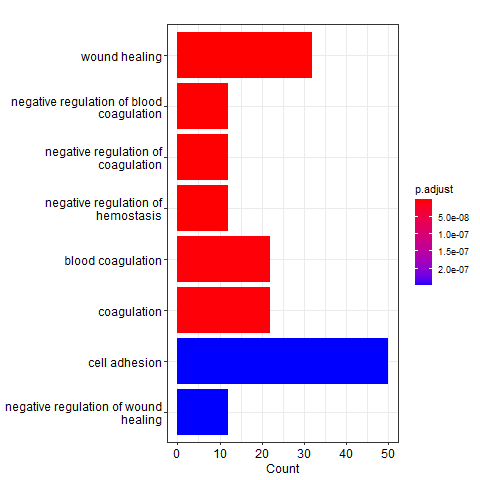 wound healing
negative regulation of blood
coagulation
negative regulation of
coagulation
negative regulation of
hemostasis
blood coagulation
coagulation
cell adhesion
negative regulation of wound
healing
0 10 20 30 40 50
Count
p.adjust
5.0e-08
1.0e-07
1.5e-07
2.0e-07